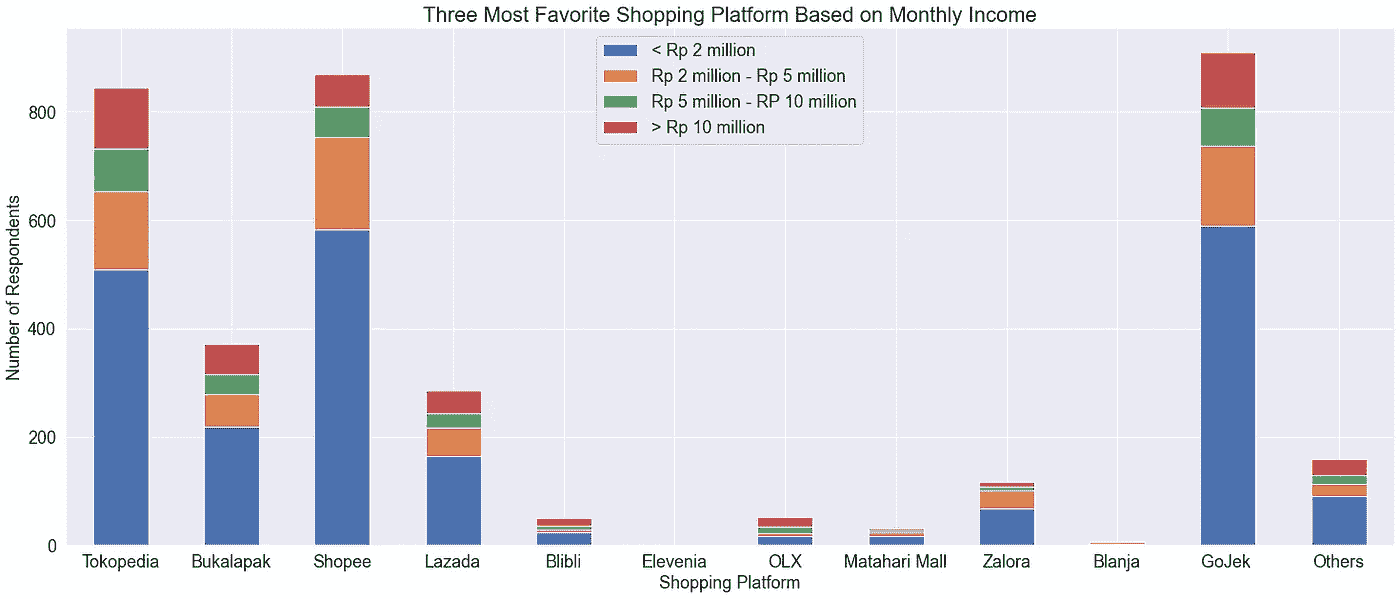 Three Most Favorite Shopping Platform Based on Monthly Income
< Rp 2 million
Rp 2 million - Rp 5 million
Rp 5 million - RP 10 million
> Rp 10 million
Number of Respondents
800
600
400
200
0
Tokopedia Bukalapak Shopee Lazada Blibli Elevenia OLX Matahari Mall Zalora Blanja GoJek Others
Shopping Platform